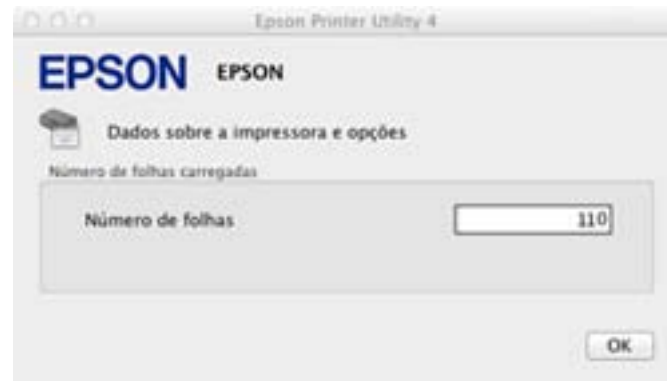 Epson Printer Utility 4
EPSON EPSON
Dados sobre a impressora e opções
Número de folhas carregadas
Número de folhas 110
OK